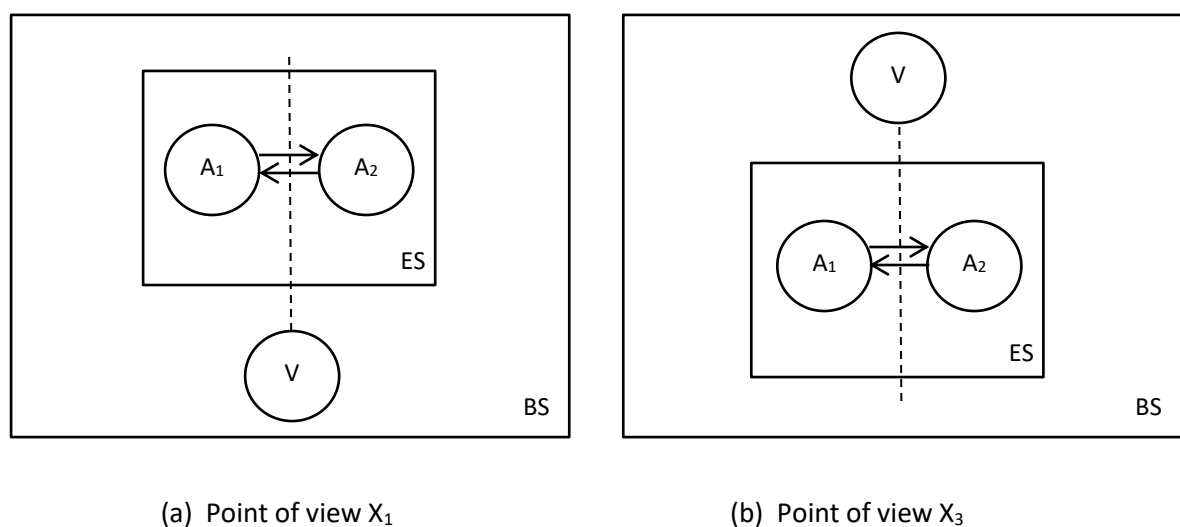 A₁ A₂
ES
V
BS
(a) Point of view X₁
V
A₁ A₂
ES
BS
(b) Point of view X₃